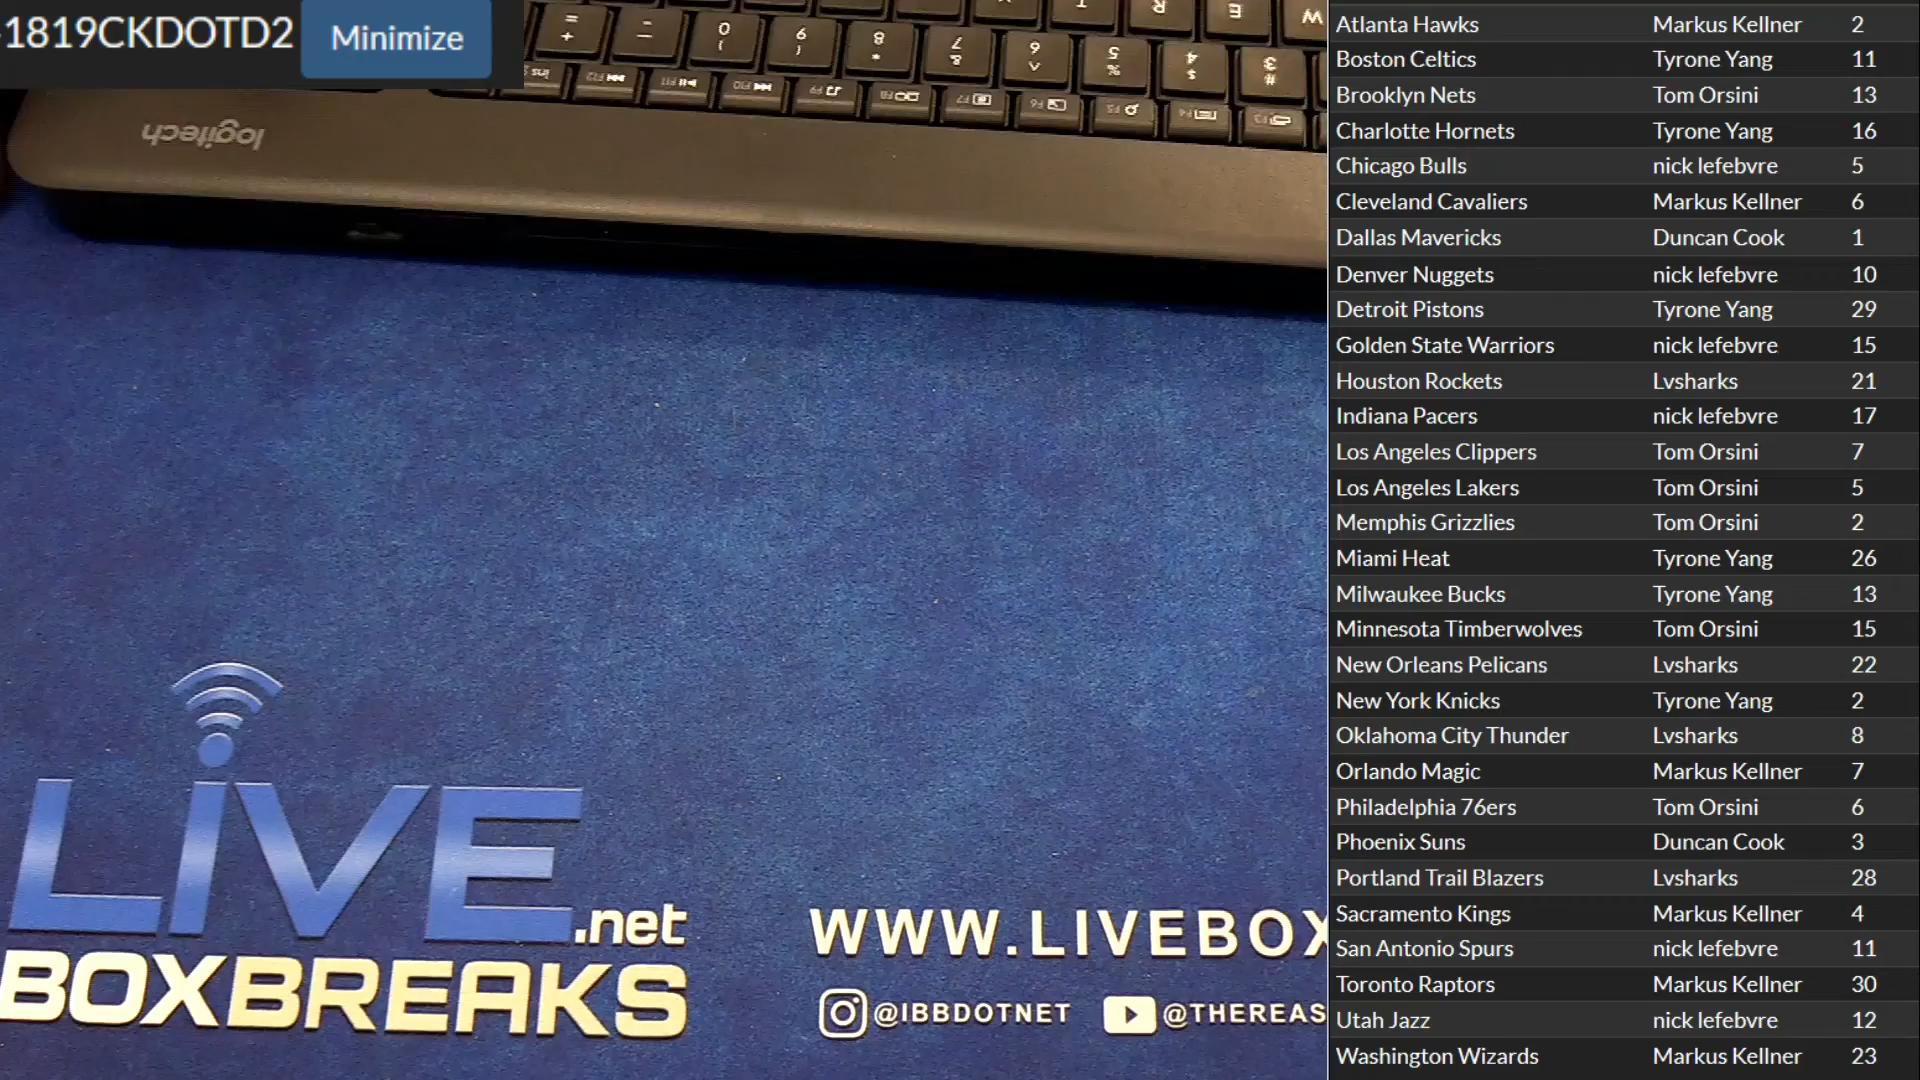 1819CKDOTD2 Minimize
logitech
LIVE.net
BOXBREAKS
WWW.LIVEBOX
@IBBDOTNET @THEREAS
Atlanta Hawks Markus Kellner 2
Boston Celtics Tyrone Yang 11
Brooklyn Nets Tom Orsini 13
Charlotte Hornets Tyrone Yang 16
Chicago Bulls nick lefebvre 5
Cleveland Cavaliers Markus Kellner 6
Dallas Mavericks Duncan Cook 1
Denver Nuggets nick lefebvre 10
Detroit Pistons Tyrone Yang 29
Golden State Warriors nick lefebvre 15
Houston Rockets Lvsharks 21
Indiana Pacers nick lefebvre 17
Los Angeles Clippers Tom Orsini 7
Los Angeles Lakers Tom Orsini 5
Memphis Grizzlies Tom Orsini 2
Miami Heat Tyrone Yang 26
Milwaukee Bucks Tyrone Yang 13
Minnesota Timberwolves Tom Orsini 15
New Orleans Pelicans Lvsharks 22
New York Knicks Tyrone Yang 2
Oklahoma City Thunder Lvsharks 8
Orlando Magic Markus Kellner 7
Philadelphia 76ers Tom Orsini 6
Phoenix Suns Duncan Cook 3
Portland Trail Blazers Lvsharks 28
Sacramento Kings Markus Kellner 4
San Antonio Spurs nick lefebvre 11
Toronto Raptors Markus Kellner 30
Utah Jazz nick lefebvre 12
Washington Wizards Markus Kellner 23